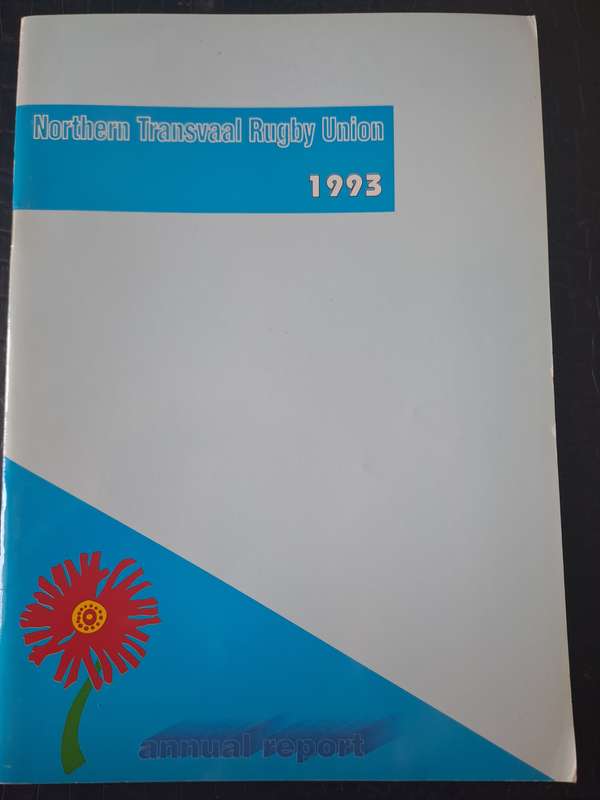 Northern Transvaal Rugby Union
1993
annual report